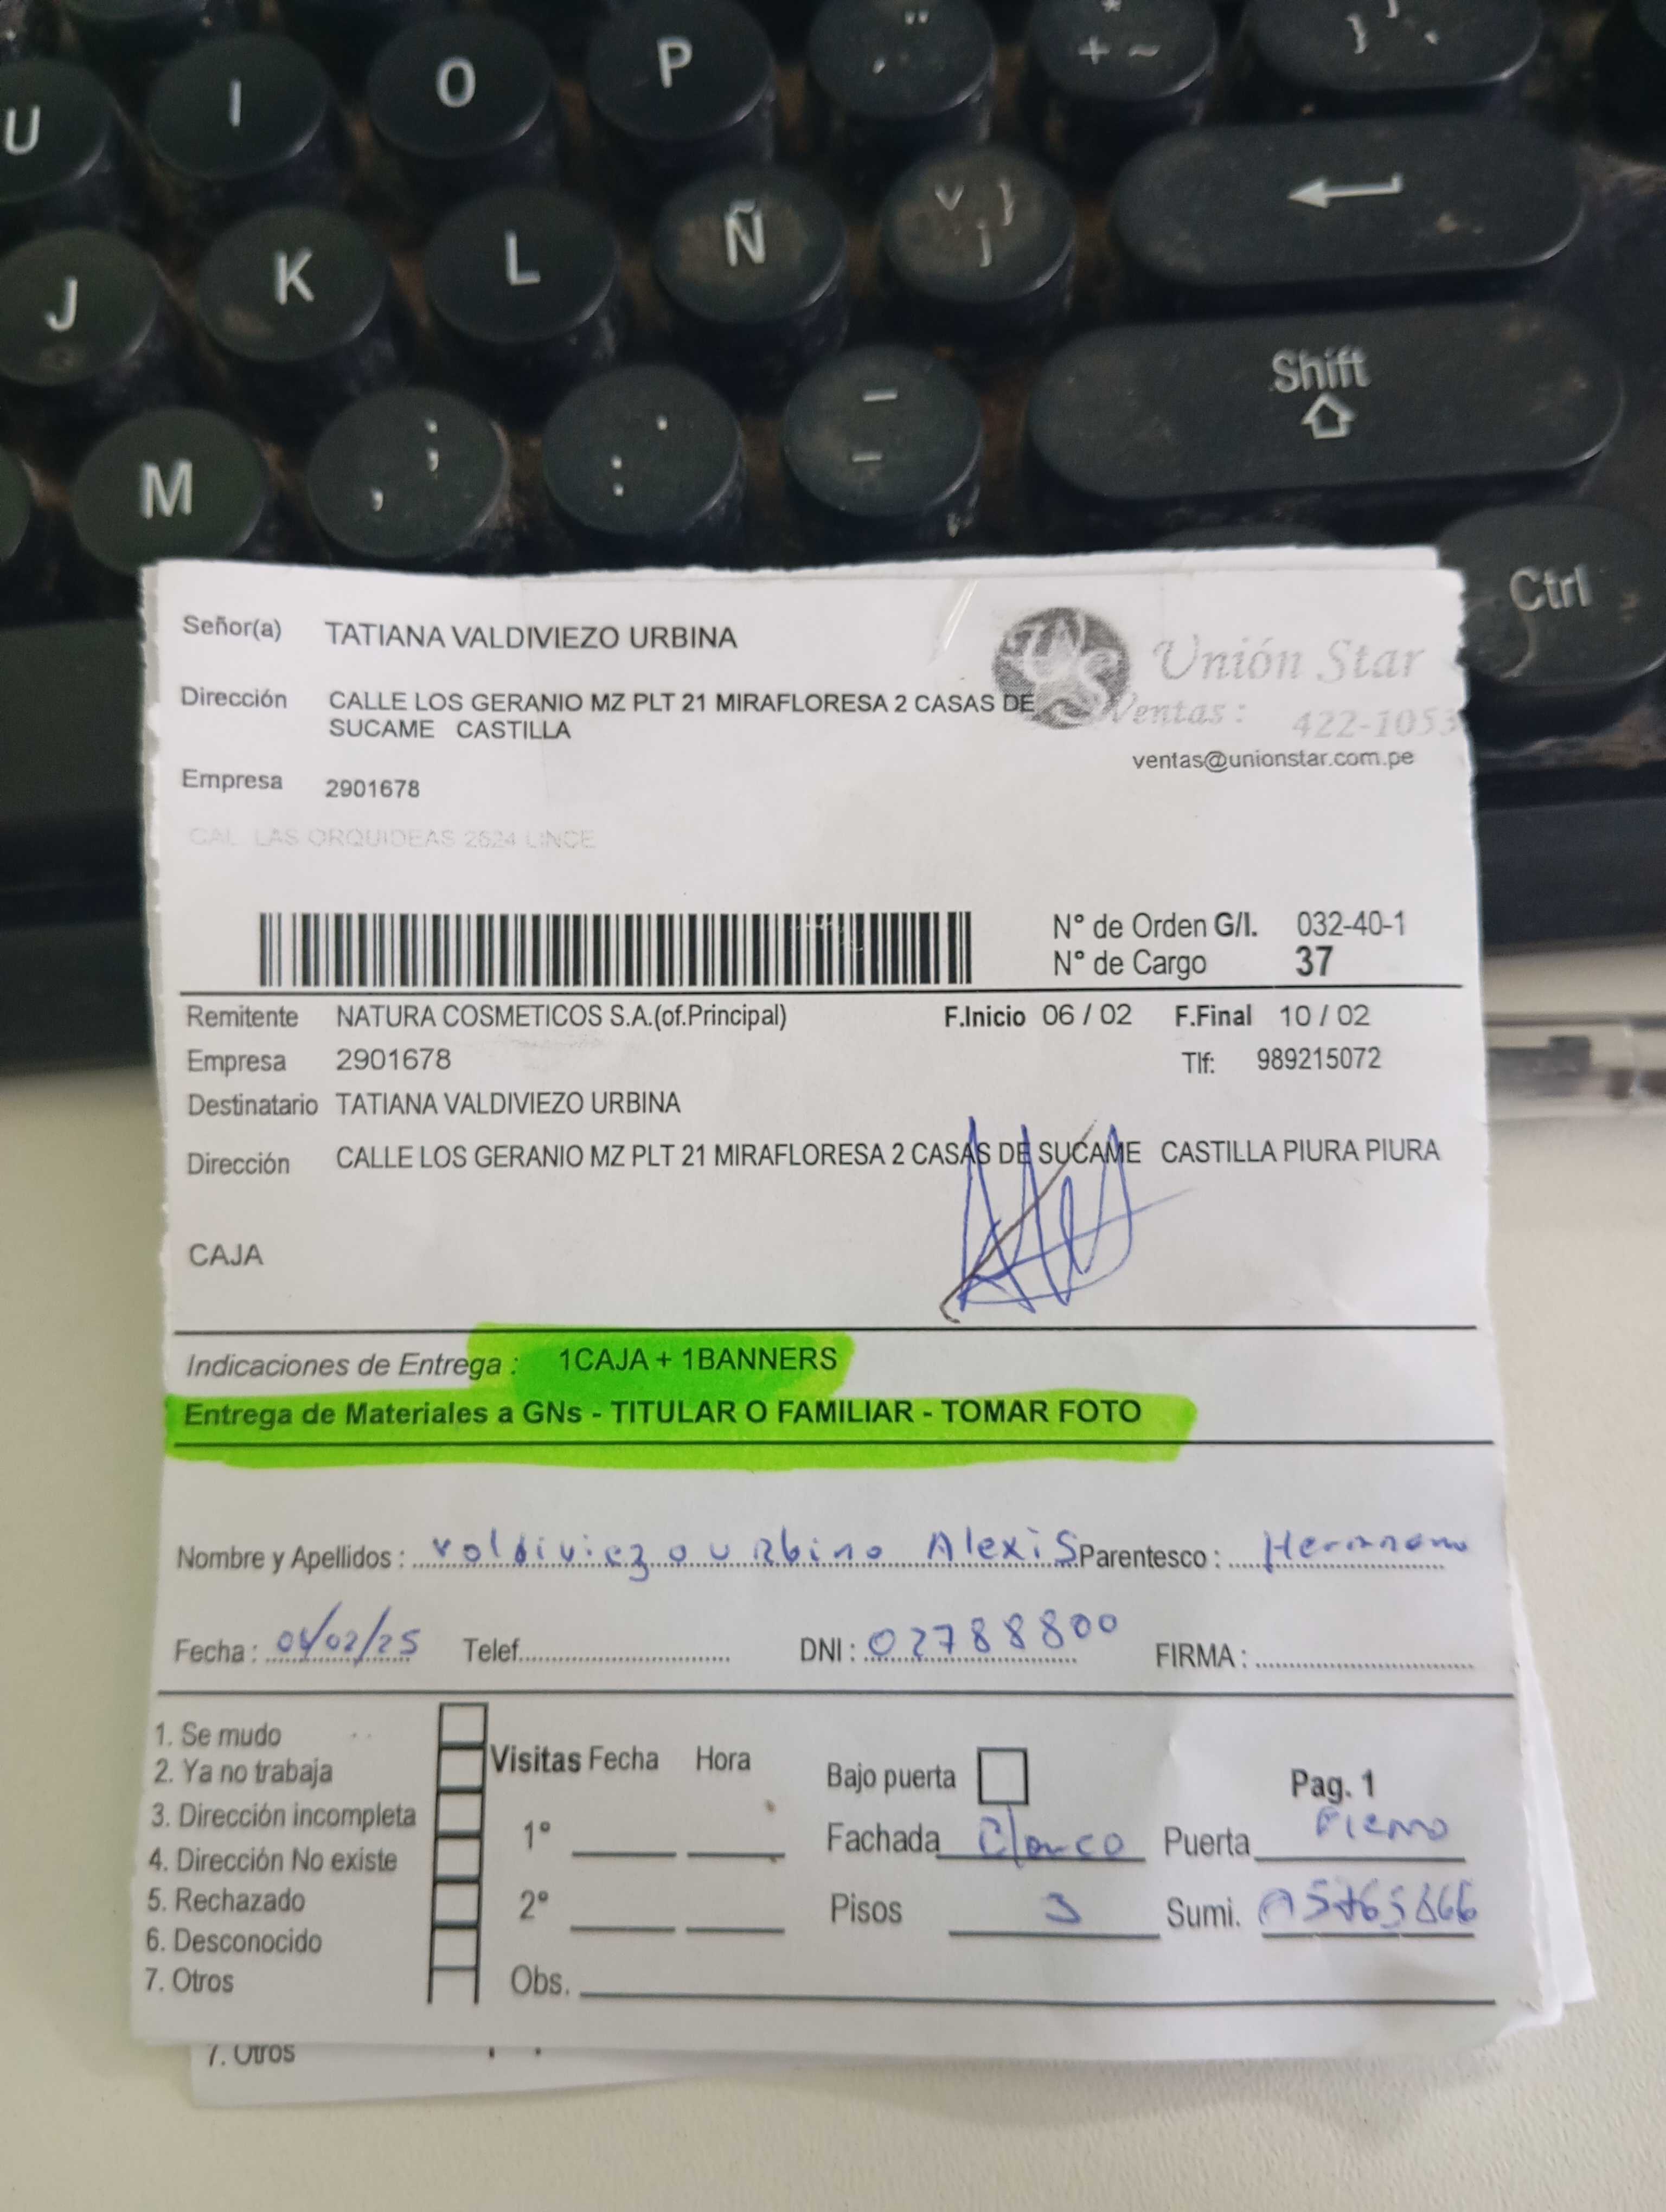 U I O P " + ~ * }
J K L Ñ }
Shift
M , ; . : - _
Ctrl
Señor(a) TATIANA VALDIVIEZO URBINA
Unión Star
Dirección CALLE LOS GERANIO MZ PLT 21 MIRAFLORESA 2 CASAS DE
SUCAME CASTILLA
Ventas: 422-1053
ventas@unionstar.com.pe
Empresa 2901678
CAL LAS ORQUIDEAS 2624 LINCE
N° de Orden G/I. 032-40-1
N° de Cargo 37
Remitente NATURA COSMETICOS S.A.(of.Principal) F.Inicio 06 / 02 F.Final 10 / 02
Empresa 2901678 Tlf: 989215072
Destinatario TATIANA VALDIVIEZO URBINA
Dirección CALLE LOS GERANIO MZ PLT 21 MIRAFLORESA 2 CASAS DE SUCAME CASTILLA PIURA PIURA
CAJA
Indicaciones de Entrega : 1CAJA + 1BANNERS
Entrega de Materiales a GNs - TITULAR O FAMILIAR - TOMAR FOTO
Nombre y Apellidos : Valdiviezo Urbina Alexis Parentesco : Hermano
Fecha : /02/25 Telef. DNI : 02788800 FIRMA :
1. Se mudo
2. Ya no trabaja
3. Dirección incompleta
4. Dirección No existe
5. Rechazado
6. Desconocido
7. Otros
Visitas Fecha Hora
1°
2°
Obs.
Bajo puerta
Pag. 1
Fachada Blanco Puerta Fierro
Pisos 3 Sumi.
7. Otros